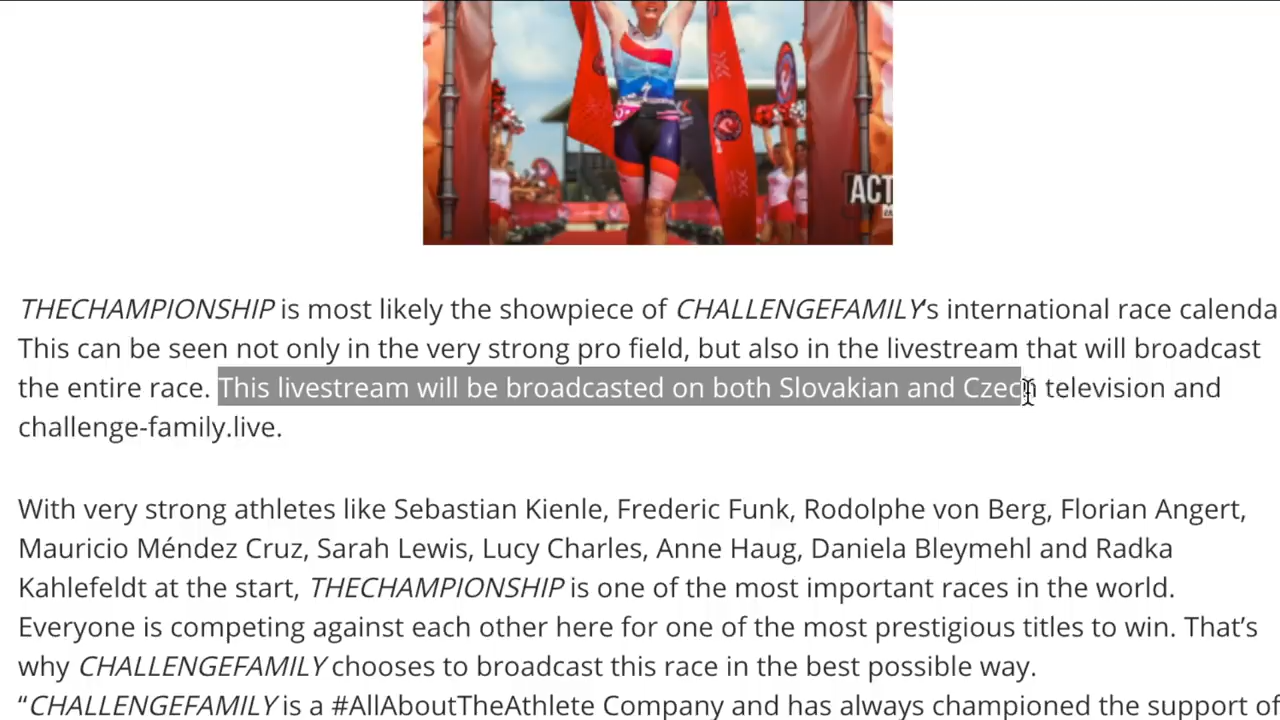 ACT
THECHAMPIONSHIP is most likely the showpiece of CHALLENGEFAMILY's international race calenda
This can be seen not only in the very strong pro field, but also in the livestream that will broadcast
the entire race. This livestream will be broadcasted on both Slovakian and Czech television and
challenge-family.live.
With very strong athletes like Sebastian Kienle, Frederic Funk, Rodolphe von Berg, Florian Angert,
Mauricio Méndez Cruz, Sarah Lewis, Lucy Charles, Anne Haug, Daniela Bleymehl and Radka
Kahlefeldt at the start, THECHAMPIONSHIP is one of the most important races in the world.
Everyone is competing against each other here for one of the most prestigious titles to win. That’s
why CHALLENGEFAMILY chooses to broadcast this race in the best possible way.
“CHALLENGEFAMILY is a #AllAboutTheAthlete Company and has always championed the support of